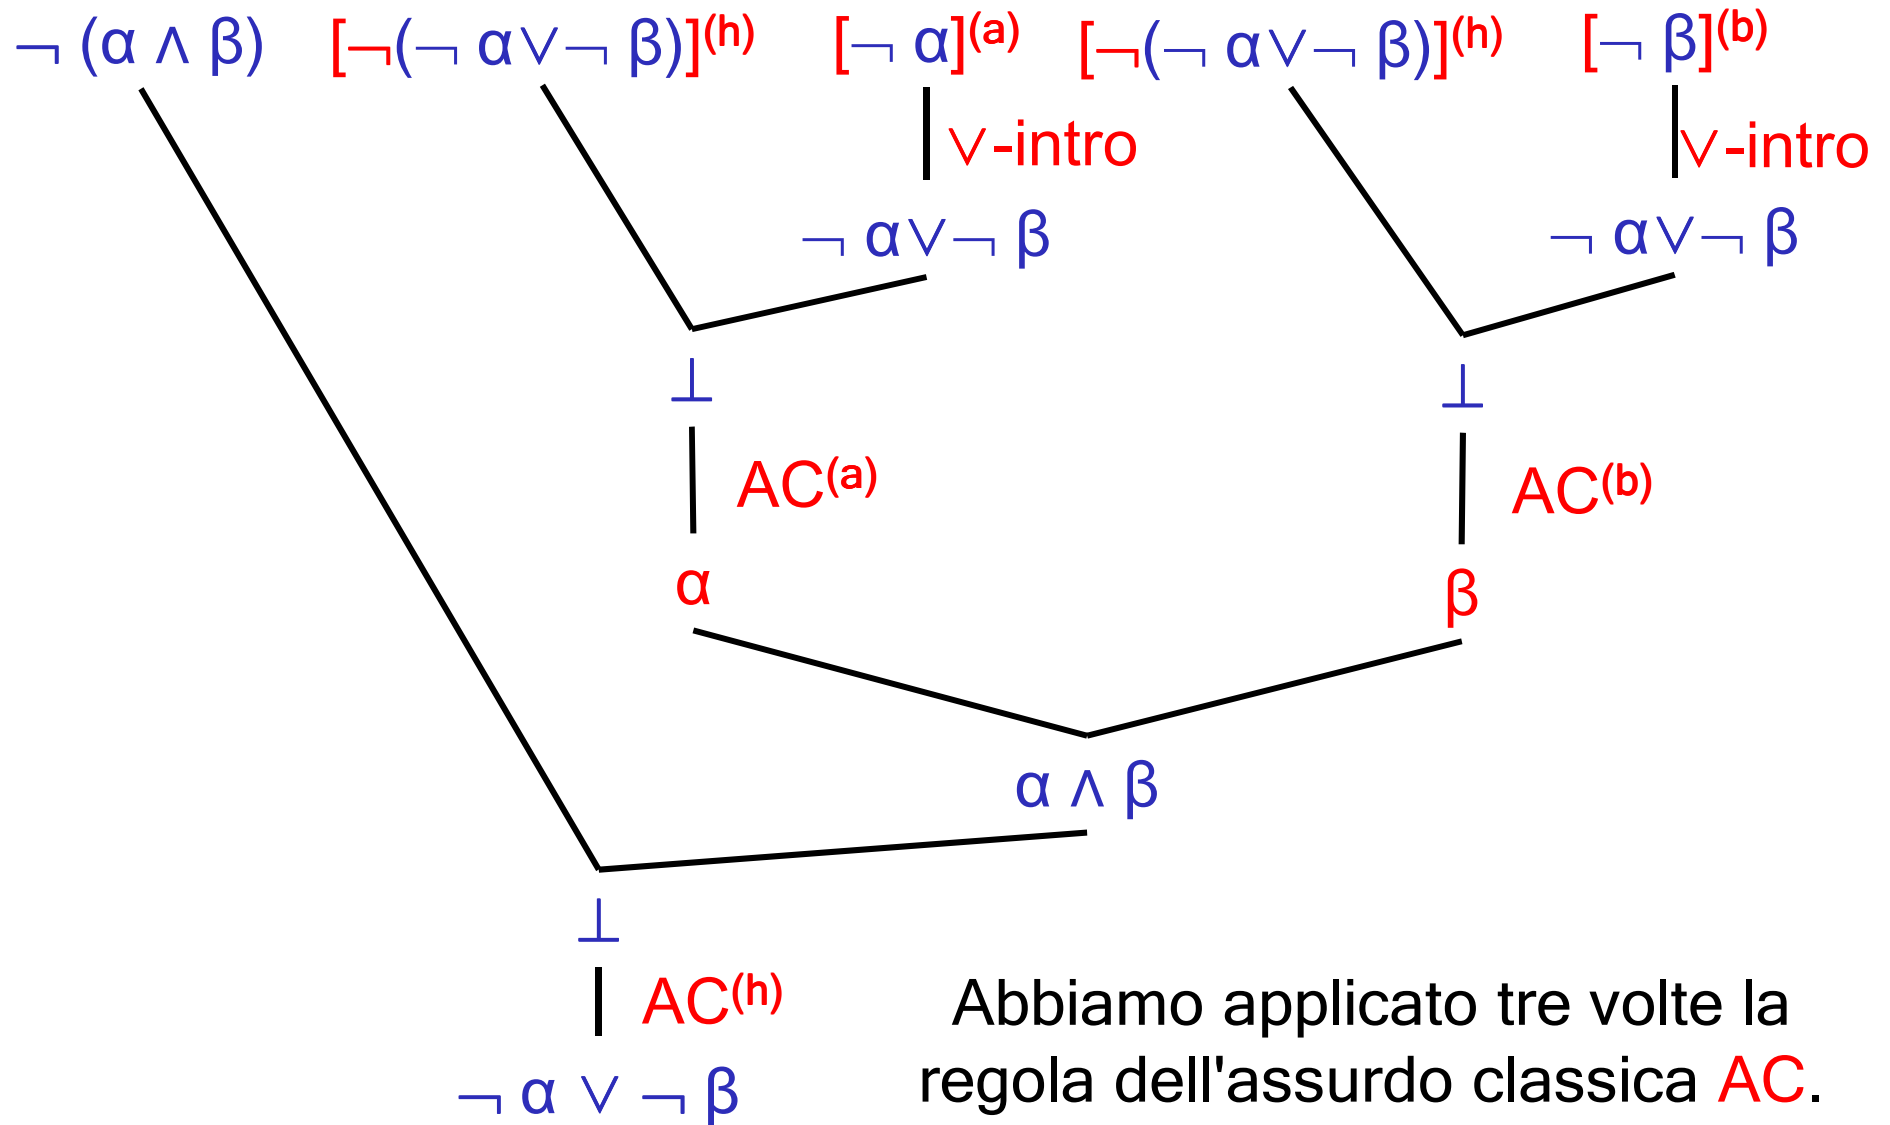 ¬ (α ∧ β) [¬(¬ α∨¬ β)](h) [¬ α](a) [¬(¬ α∨¬ β)](h) [¬ β](b)
∨-intro ∨-intro
¬ α∨¬ β ¬ α∨¬ β
⊥ ⊥
AC(a) AC(b)
α β
α ∧ β
⊥
AC(h)
¬ α ∨ ¬ β
Abbiamo applicato tre volte la
regola dell'assurdo classica AC.